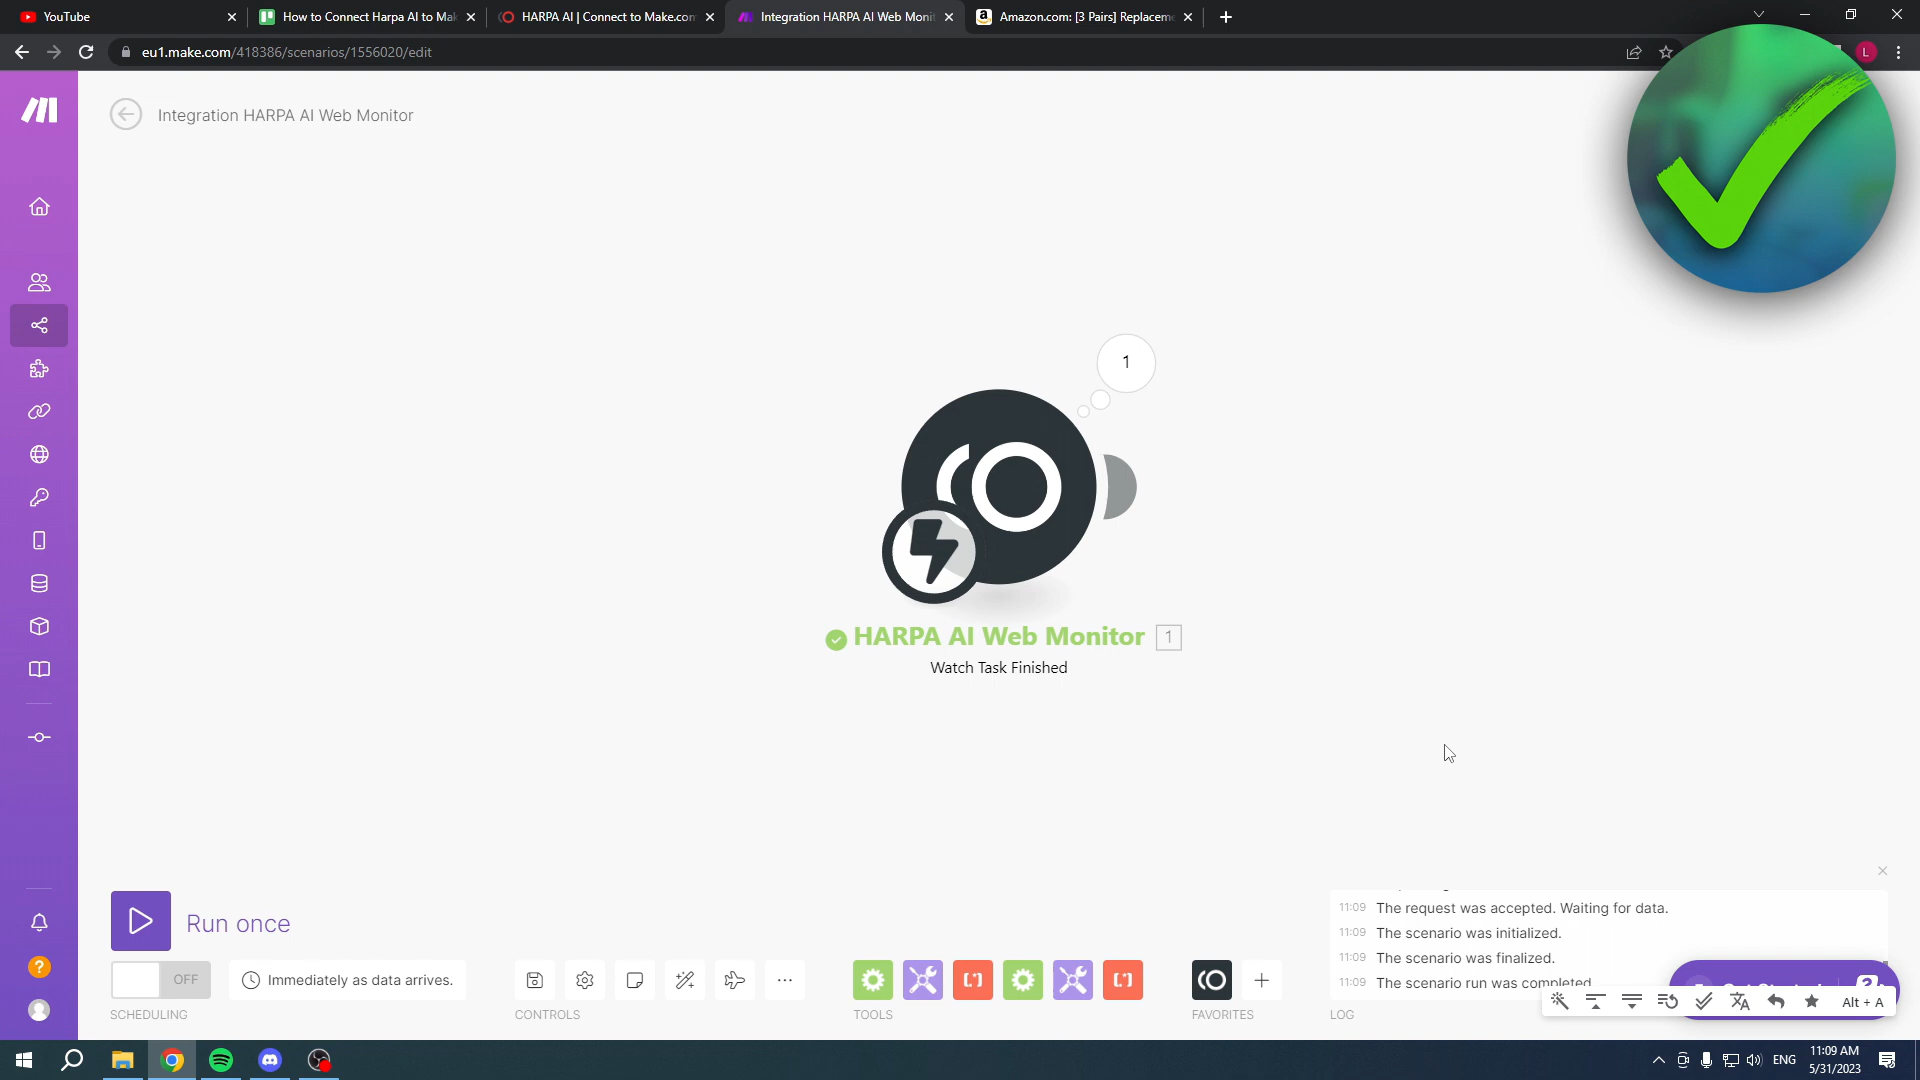 YouTube
How to Connect Harpa AI to Mak
HARPA AI | Connect to Make.com
Integration HARPA AI Web Monit
Amazon.com: [3 Pairs] Replaceme
eu1.make.com/418386/scenarios/1556020/edit
L
Integration HARPA AI Web Monitor
1
HARPA AI Web Monitor 1
Watch Task Finished
Run once
OFF
Immediately as data arrives.
SCHEDULING
CONTROLS
TOOLS
FAVORITES
LOG
11:09 The request was accepted. Waiting for data.
11:09 The scenario was initialized.
11:09 The scenario was finalized.
11:09 The scenario run was completed.
Alt + A
?
ENG
11:09 AM
5/31/2023